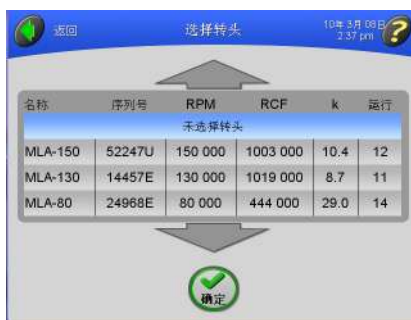 返回
选择转头
10年 3月 08日
2:37 pm
名称 序列号 RPM RCF k 运行
未选择转头
MLA-150 52247U 150 000 1003 000 10.4 12
MLA-130 14457E 130 000 1019 000 8.7 11
MLA-80 24968E 80 000 444 000 29.0 14
确定